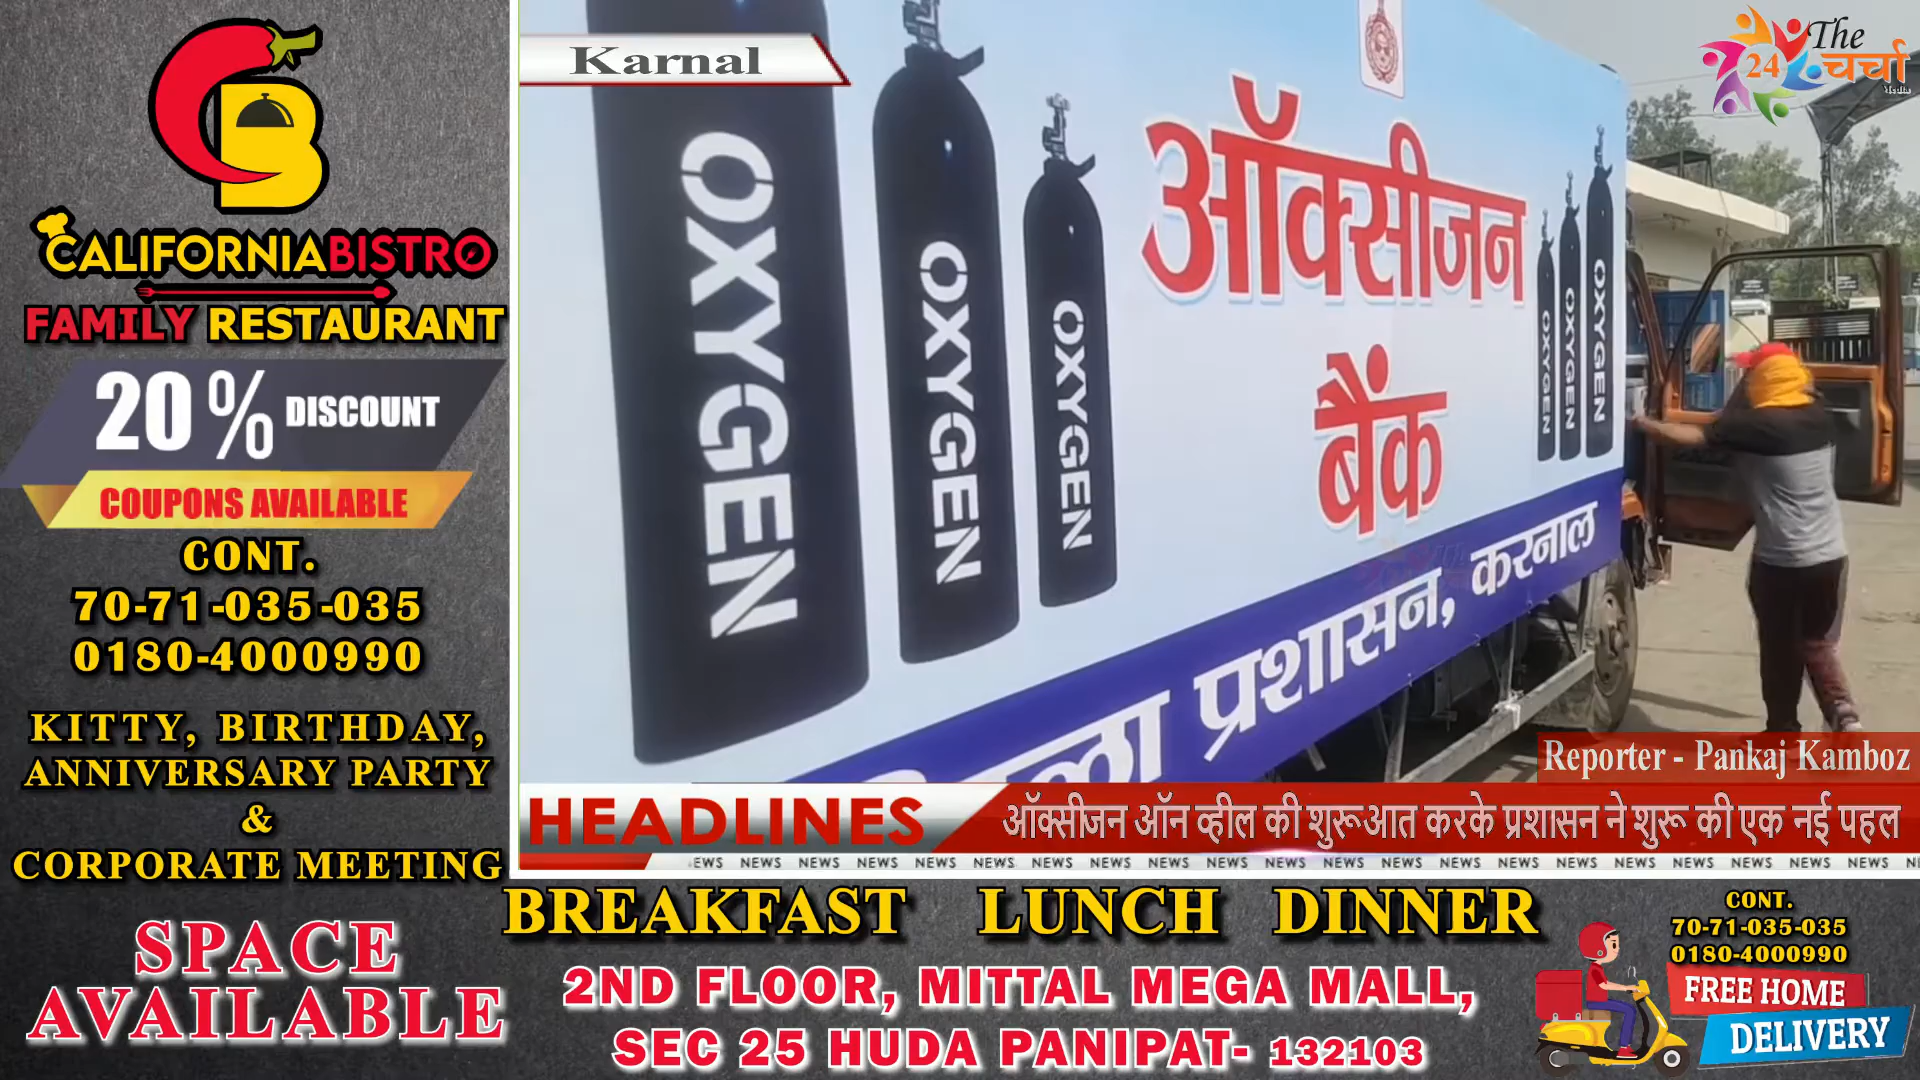 CB
CALIFORNIABISTRO
FAMILY RESTAURANT
20% DISCOUNT
COUPONS AVAILABLE
CONT.
70-71-035-035
0180-4000990
KITTY, BIRTHDAY,
ANNIVERSARY PARTY
&
CORPORATE MEETING
SPACE
AVAILABLE
Karnal
The
24 चर्चा
Media
OXYGEN
OXYGEN
OXYGEN
ऑक्सीजन
बैंक
OXYGEN
OXYGEN
OXYGEN
प्रशासन, करनाल
Reporter - Pankaj Kamboz
HEADLINES
ऑक्सीजन ऑन व्हील की शुरूआत करके प्रशासन ने शुरू की एक नई पहल
EWS NEWS NEWS NEWS NEWS NEWS NEWS NEWS NEWS NEWS NEWS NEWS NEWS NEWS NEWS NEWS NEWS NEWS NEWS NEWS NEWS N
BREAKFAST LUNCH DINNER
2ND FLOOR, MITTAL MEGA MALL,
SEC 25 HUDA PANIPAT- 132103
CONT.
70-71-035-035
0180-4000990
FREE HOME
DELIVERY